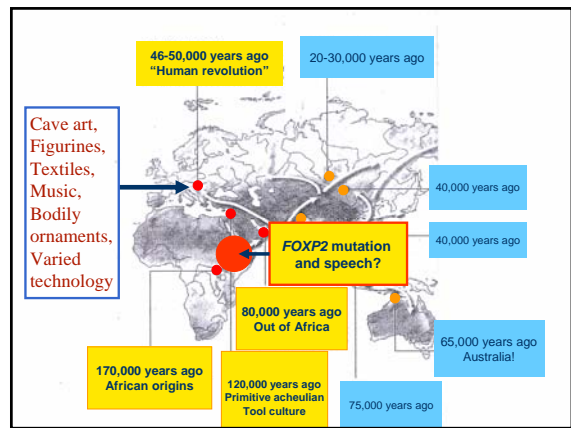 46-50,000 years ago
“Human revolution”
20-30,000 years ago
Cave art,
Figurines,
Textiles,
Music,
Bodily
ornaments,
Varied
technology
40,000 years ago
40,000 years ago
FOXP2 mutation
and speech?
80,000 years ago
Out of Africa
65,000 years ago
Australia!
170,000 years ago
African origins
120,000 years ago
Primitive acheulian
Tool culture
75,000 years ago